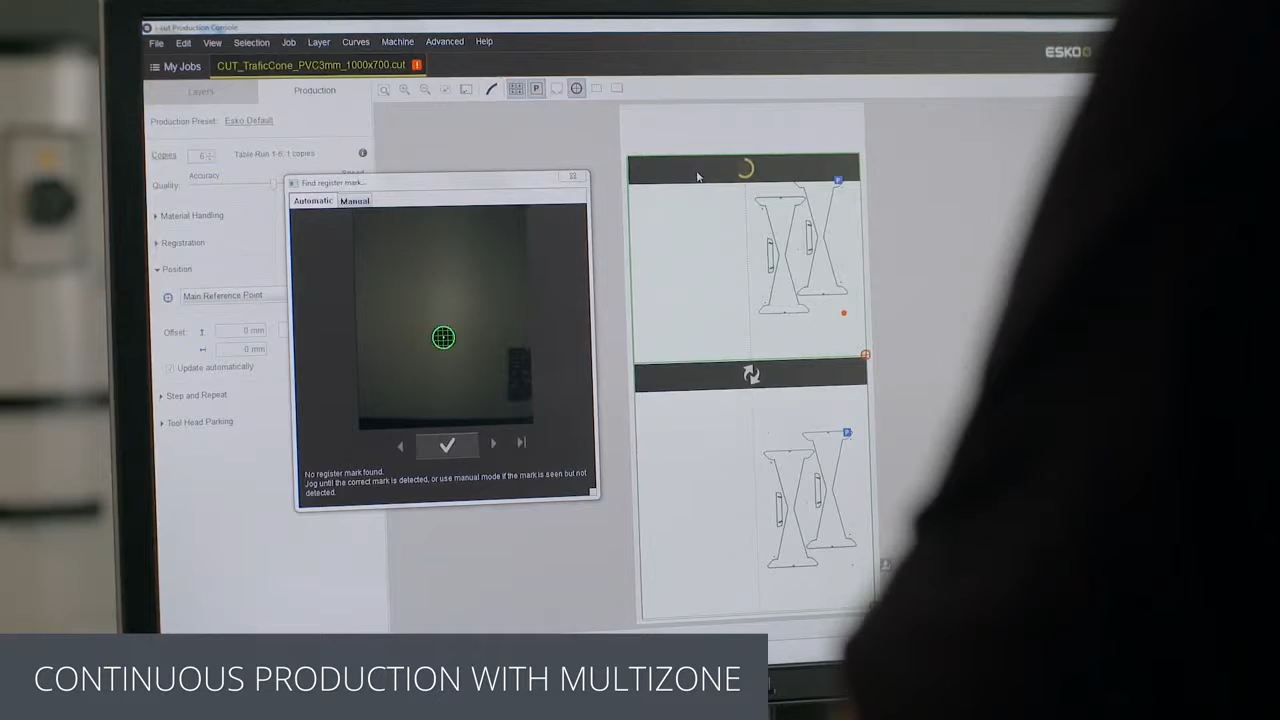 i-cut Production Console
File Edit View Selection Job Layer Curves Machine Advanced Help
My Jobs CUT_TraficCone_PVC3mm_1000x700.cut !
ESKO
Layers Production
Production Preset: Esko Default
Copies 6 Table Run 1-6: 1 copies
Accuracy
Quality:
Material Handling
Registration
Position
Main Reference Point
Offset: 0 mm
0 mm
Update automatically
Step and Repeat
Tool Head Parking
Find register mark...
Automatic Manual
No register mark found.
Jog until the correct mark is detected, or use manual mode if the mark is seen but not
detected.
P
P
P
CONTINUOUS PRODUCTION WITH MULTIZONE